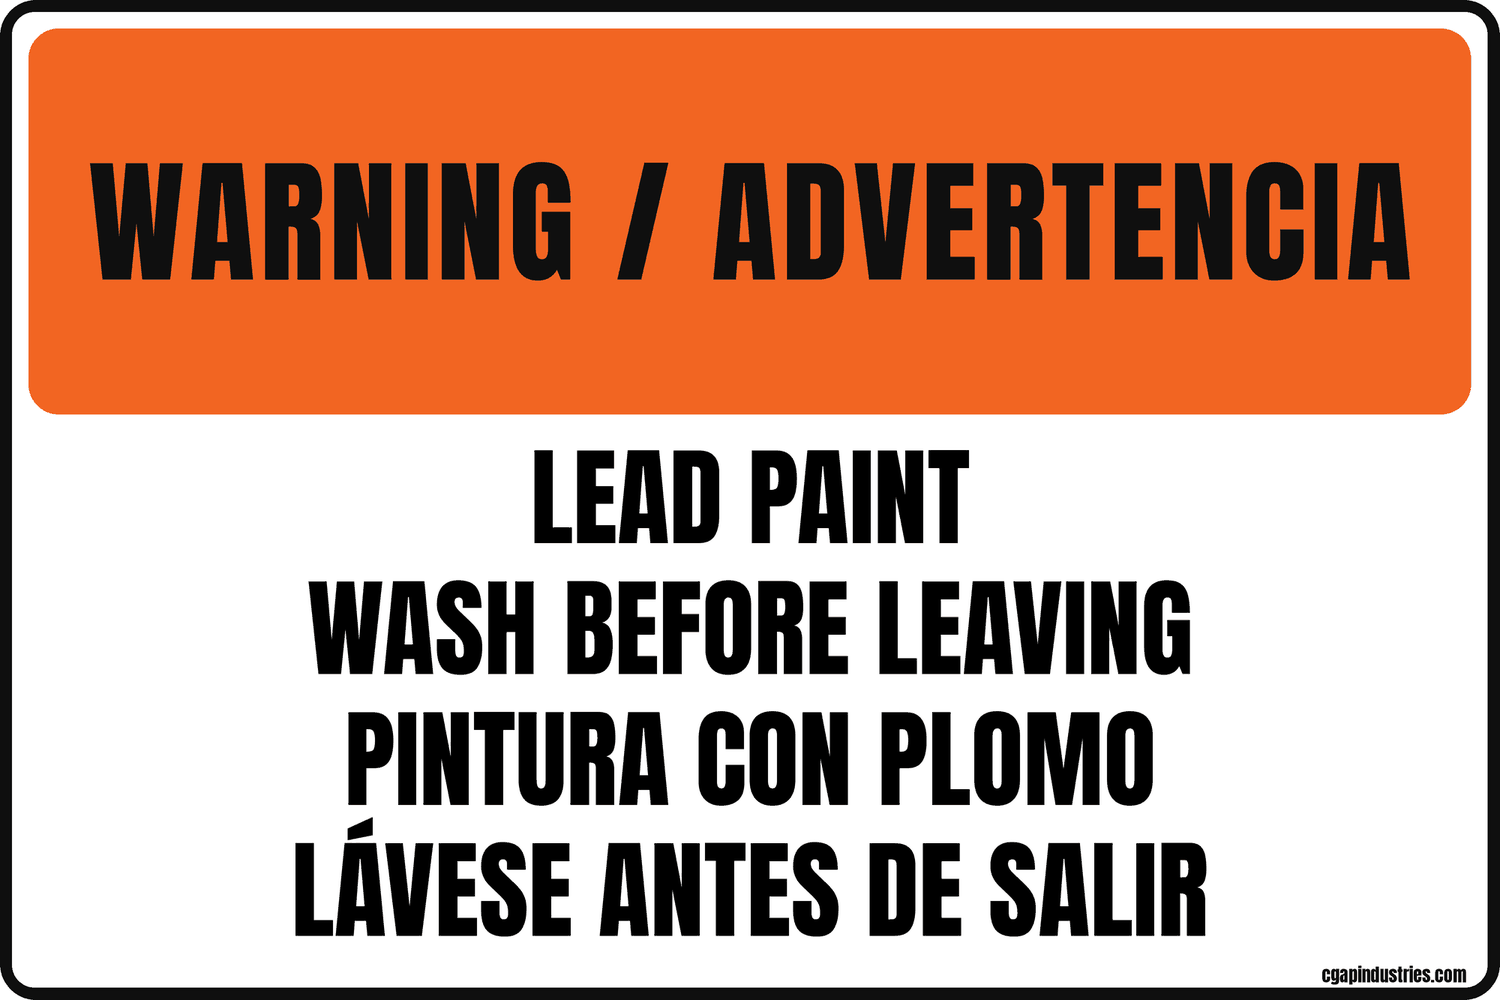 WARNING / ADVERTENCIA
LEAD PAINT
WASH BEFORE LEAVING
PINTURA CON PLOMO
LÁVESE ANTES DE SALIR
cgapindustries.com